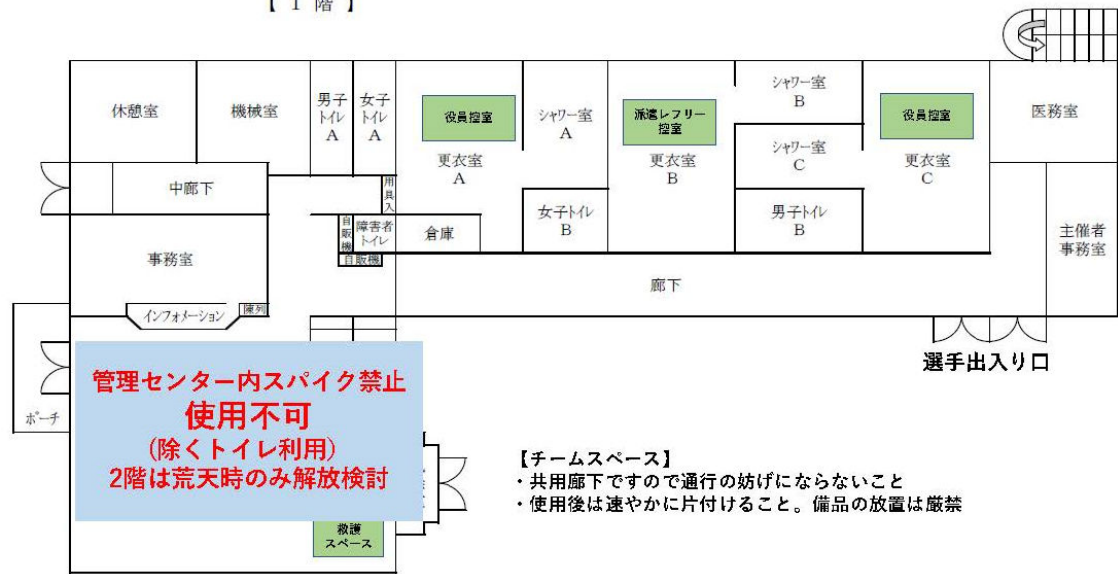 【 1 階 】
休憩室
機械室
男子
トイレ
A
女子
トイレ
A
役員控室
更衣室
A
シャワー室
A
派遣レフリー
控室
更衣室
B
シャワー室
B
シャワー室
C
役員控室
更衣室
C
医務室
中廊下
用具入
女子トイレ
B
男子トイレ
B
自販機
障害者
トイレ
倉庫
自販機
主催者
事務室
事務室
廊下
インフォメーション
陳列
選手出入り口
ポーチ
管理センター内スパイク禁止
使用不可
(除くトイレ利用)
2階は荒天時のみ解放検討
【チームスペース】
・共用廊下ですので通行の妨げにならないこと
・使用後は速やかに片付けること。備品の放置は厳禁
救護
スペース